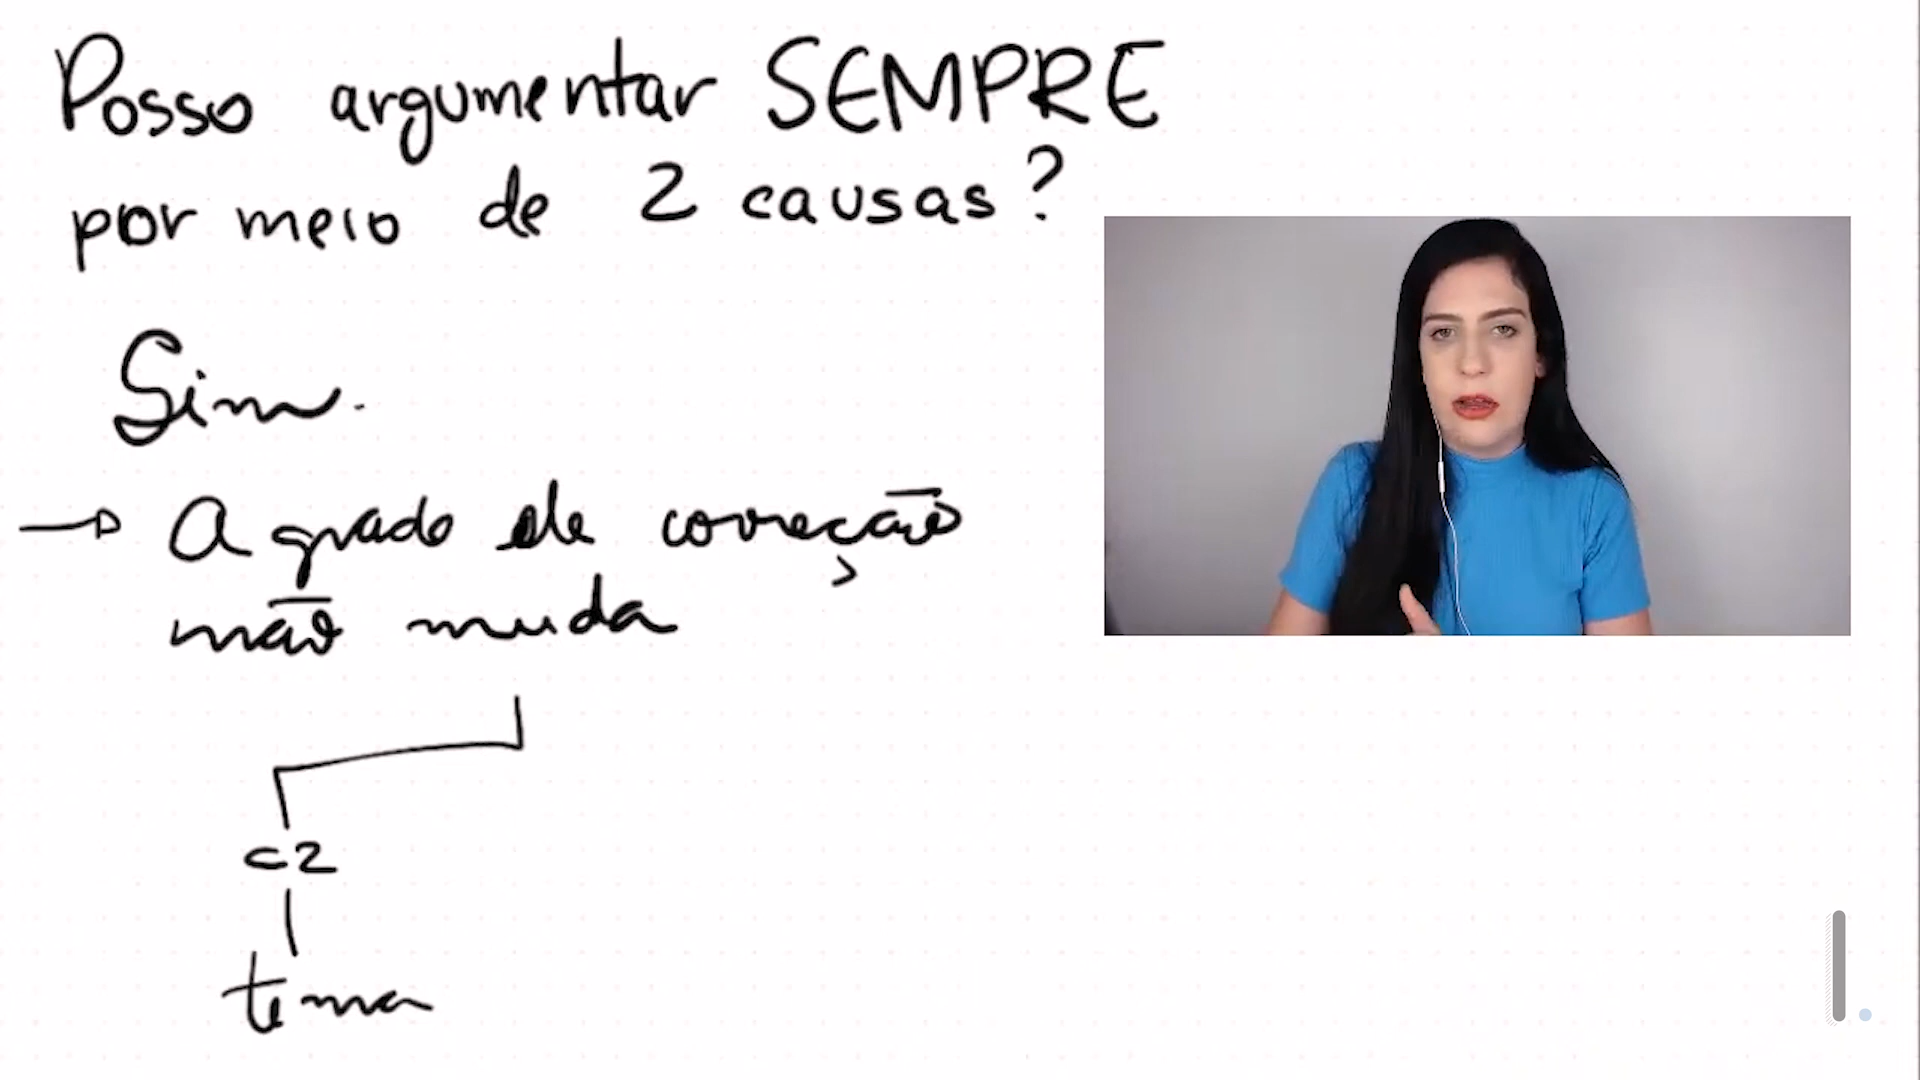 Posso argumentar SEMPRE
por meio de 2 causas?
Sim.
→ A grade de correção
não muda
C2
tema